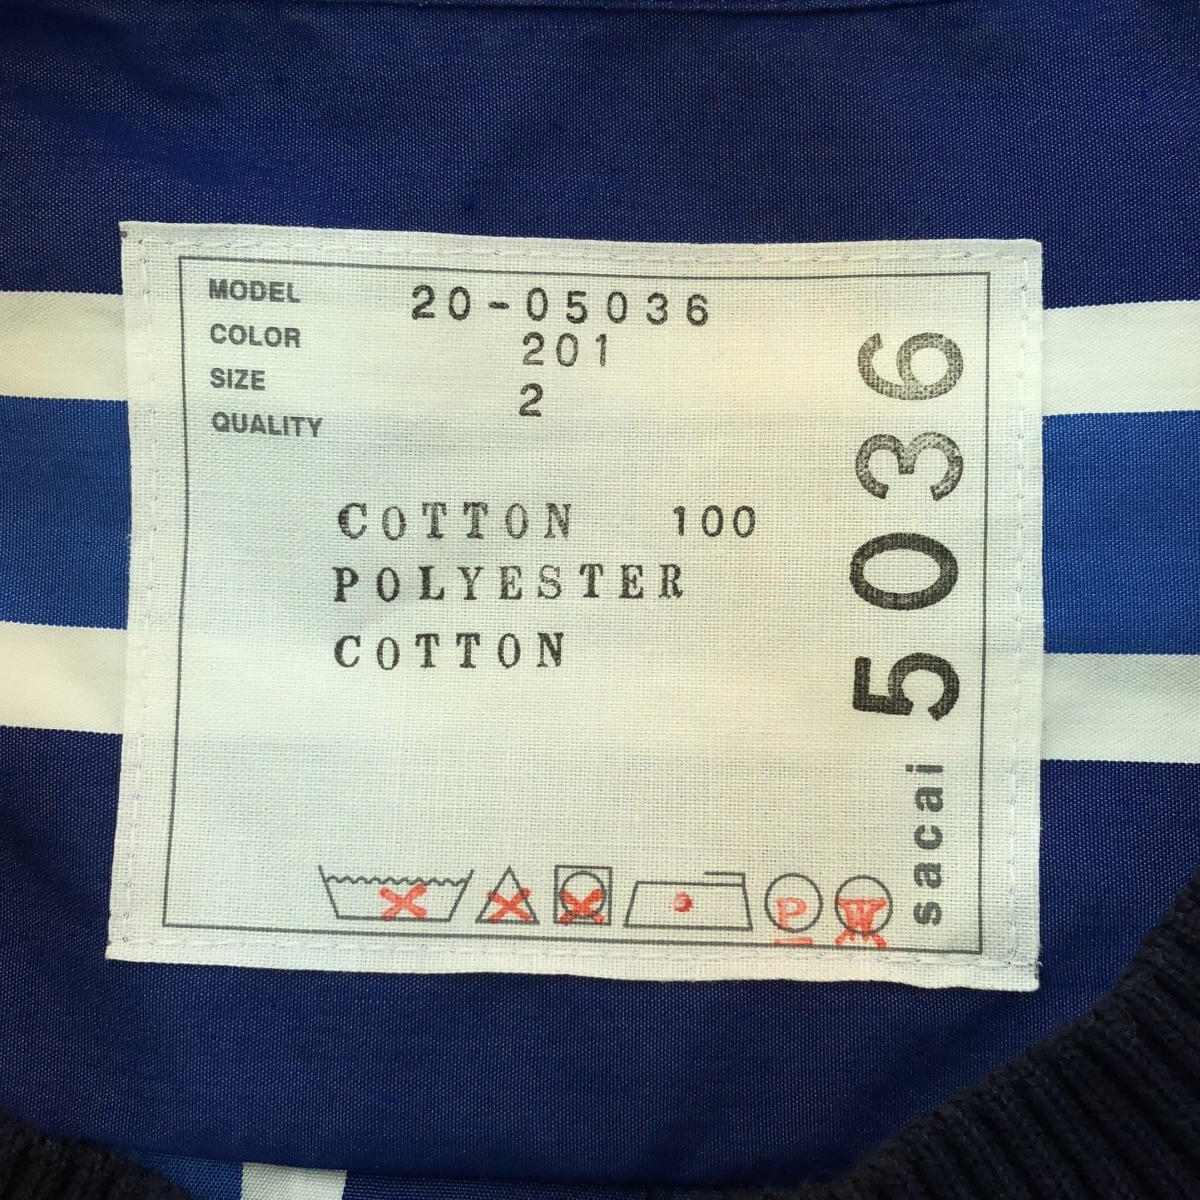 MODEL 20-05036
COLOR 201
SIZE 2
QUALITY
COTTON 100
POLYESTER
COTTON
sacai 5036
P
W